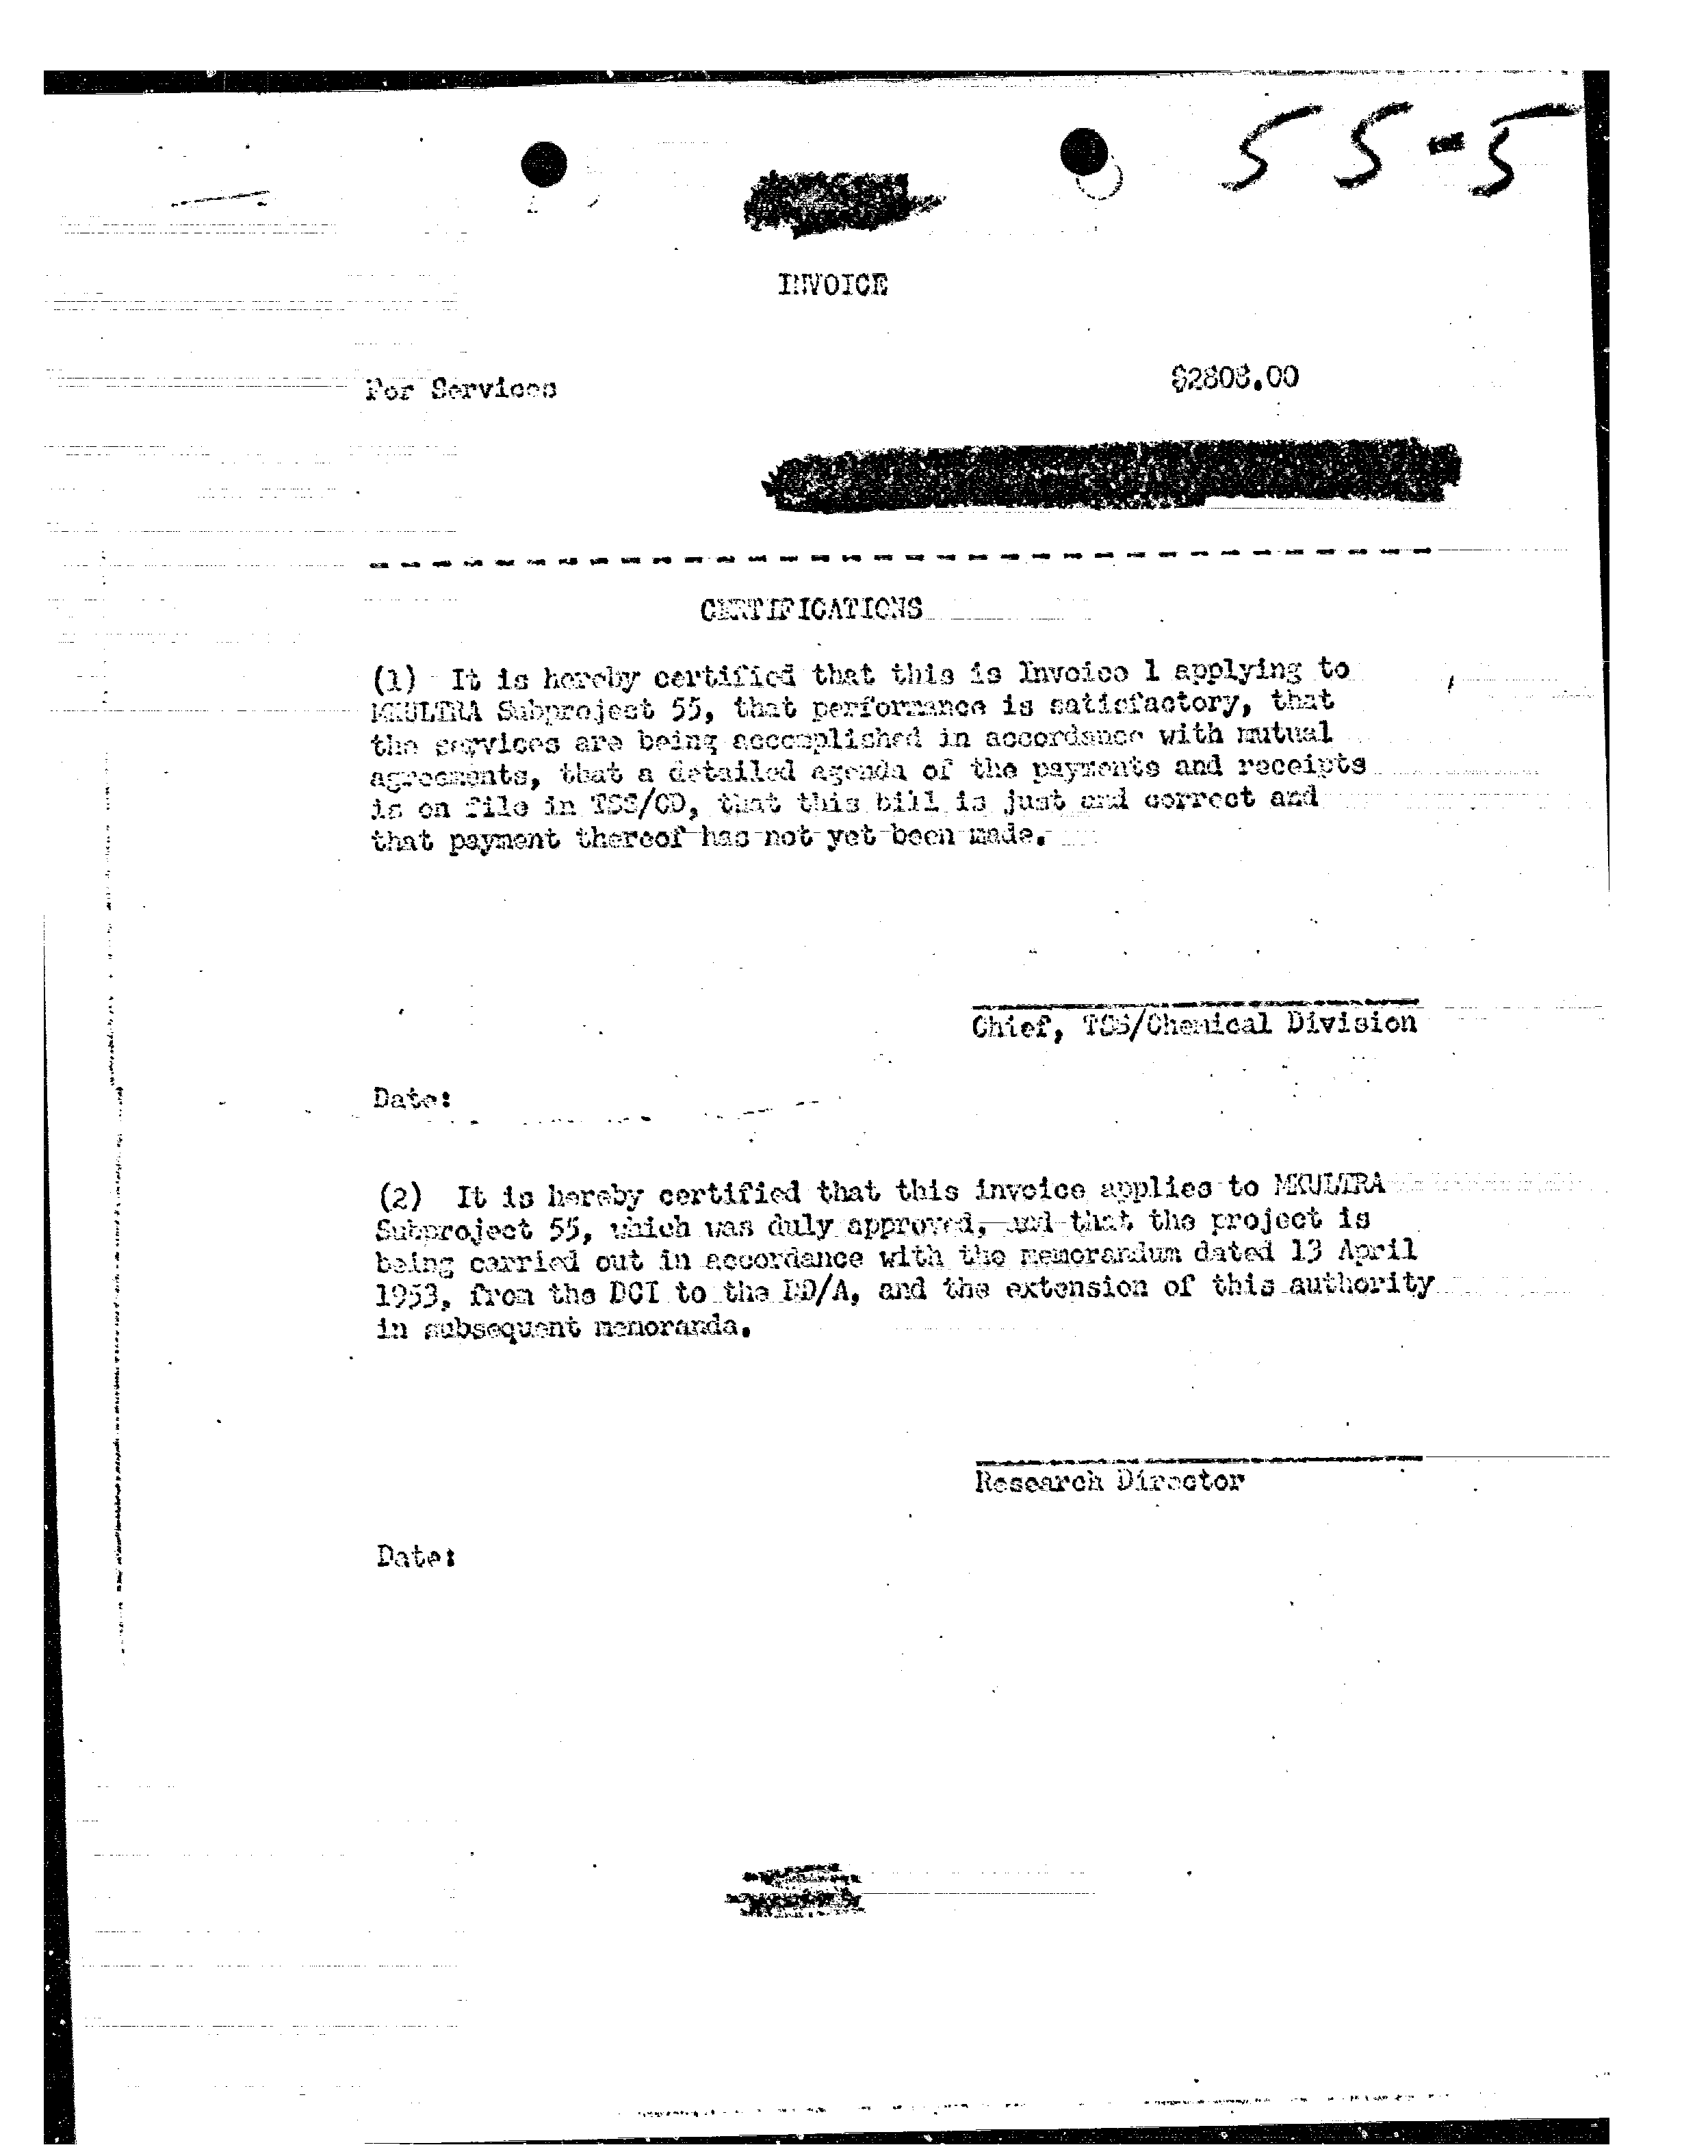 55-5
INVOICE
For Services
$2808.00
CERTIFICATIONS
(1) It is hereby certified that this is Invoice 1 applying to
MKULTRA Subproject 55, that performance is satisfactory, that
the services are being accomplished in accordance with mutual
agreements, that a detailed agenda of the payments and receipts
is on file in TSS/CD, that this bill is just and correct and
that payment thereof has not yet been made.
Chief, TSS/Chemical Division
Date:
(2) It is hereby certified that this invoice applies to MKULTRA
Subproject 55, which was duly approved, and that the project is
being carried out in accordance with the memorandum dated 13 April
1953, from the DCI to the DD/A, and the extension of this authority
in subsequent memoranda.
Research Director
Date: